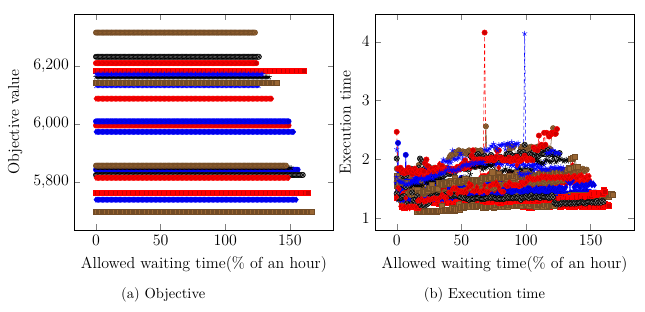 6,200
6,000
5,800
Objective value
0 50 100 150
Allowed waiting time(% of an hour)
(a) Objective
4
3
2
1
Execution time
0 50 100 150
Allowed waiting time(% of an hour)
(b) Execution time